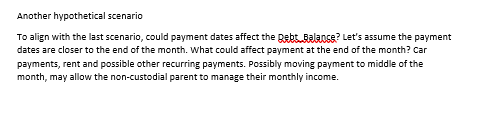 Another hypothetical scenario
To align with the last scenario, could payment dates affect the Debt_Balance? Let's assume the payment
dates are closer to the end of the month. What could affect payment at the end of the month? Car
payments, rent and possible other recurring payments. Possibly moving payment to middle of the
month, may allow the non-custodial parent to manage their monthly income.